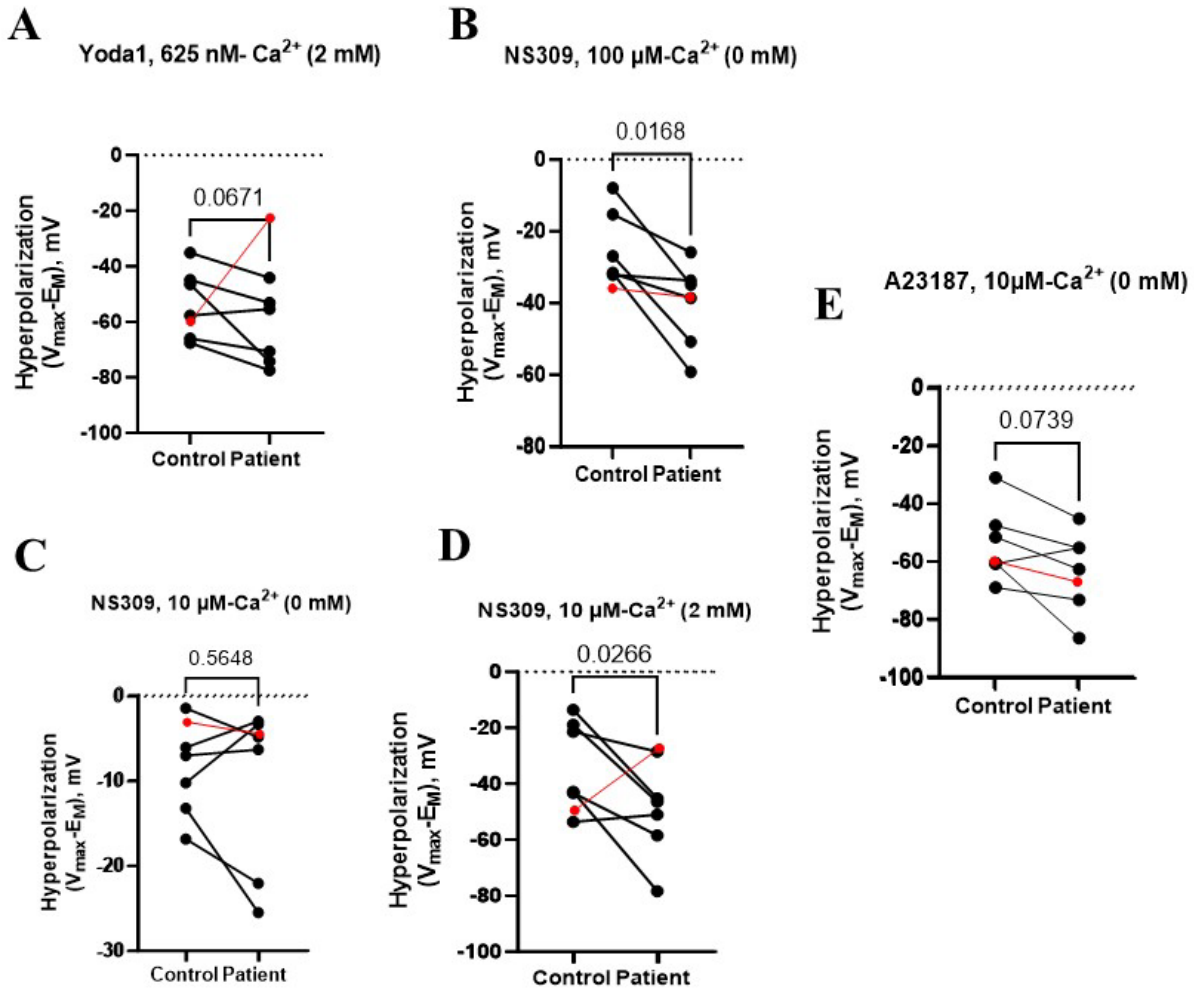 A
Yoda1, 625 nM- Ca²⁺ (2 mM)
0
-20
-40
-60
-80
-100
0.0671
Hyperpolarization
(Vmax-EM), mV
Control Patient
B
NS309, 100 µM-Ca²⁺ (0 mM)
0.0168
0
-20
-40
-60
-80
Hyperpolarization
(Vmax-EM), mV
Control Patient
C
NS309, 10 µM-Ca²⁺ (0 mM)
0.5648
0
-10
-20
-30
Hyperpolarization
(Vmax-EM), mV
Control Patient
D
NS309, 10 µM-Ca²⁺ (2 mM)
0.0266
0
-20
-40
-60
-80
-100
Hyperpolarization
(Vmax-EM), mV
Control Patient
E
A23187, 10µM-Ca²⁺ (0 mM)
0
-20
-40
-60
-80
-100
0.0739
Hyperpolarization
(Vmax-EM), mV
Control Patient